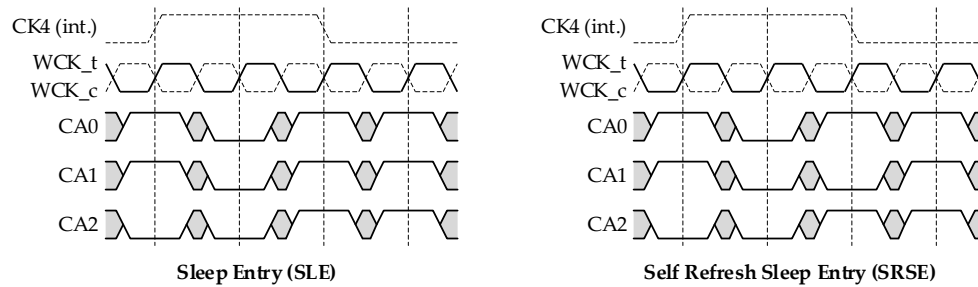 CK4 (int.)
WCK_t
WCK_c
CA0
CA1
CA2
Sleep Entry (SLE)
CK4 (int.)
WCK_t
WCK_c
CA0
CA1
CA2
Self Refresh Sleep Entry (SRSE)